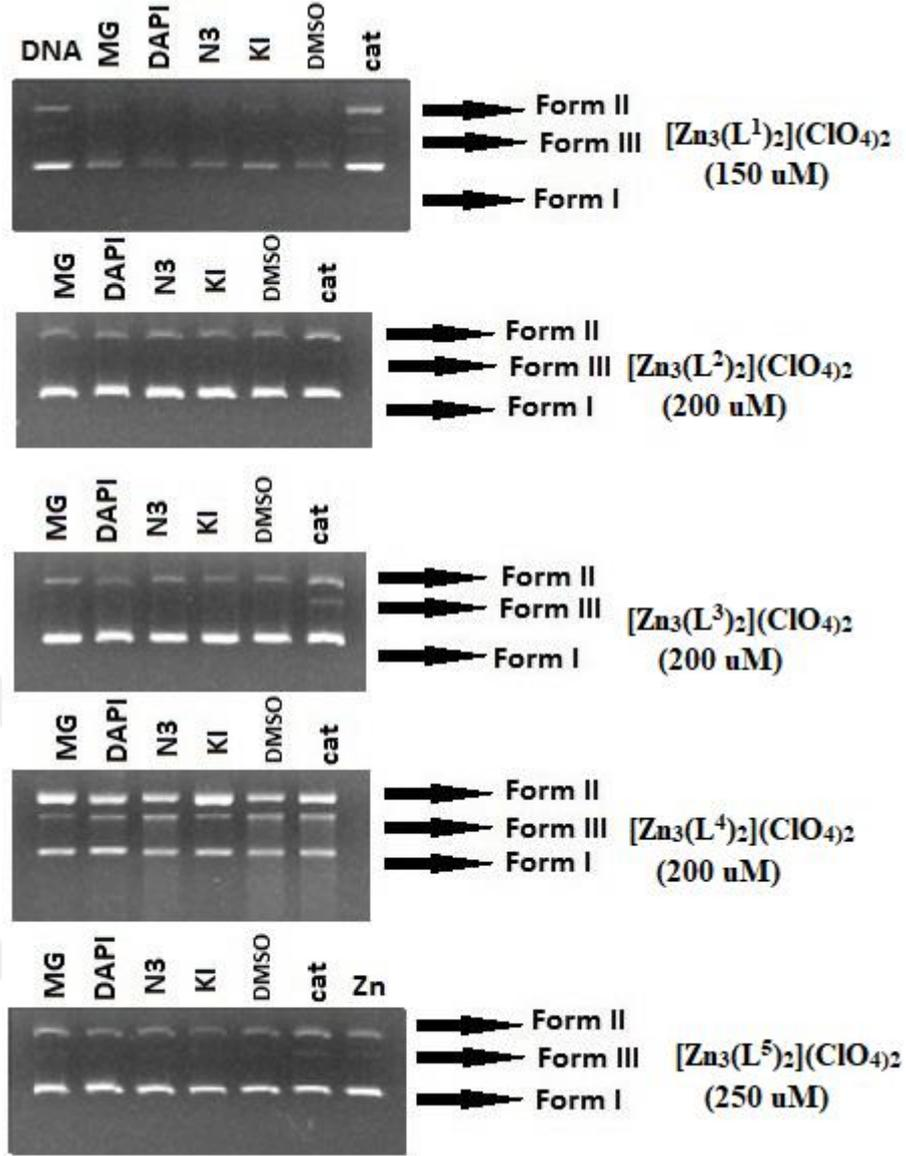 DNA MG DAPI N3 KI DMSO cat
Form II
Form III
Form I
[Zn3(L1)2](ClO4)2
(150 uM)
MG DAPI N3 KI DMSO cat
Form II
Form III
Form I
[Zn3(L2)2](ClO4)2
(200 uM)
MG DAPI N3 KI DMSO cat
Form II
Form III
Form I
[Zn3(L3)2](ClO4)2
(200 uM)
MG DAPI N3 KI DMSO cat
Form II
Form III
Form I
[Zn3(L4)2](ClO4)2
(200 uM)
MG DAPI N3 KI DMSO cat Zn
Form II
Form III
Form I
[Zn3(L5)2](ClO4)2
(250 uM)